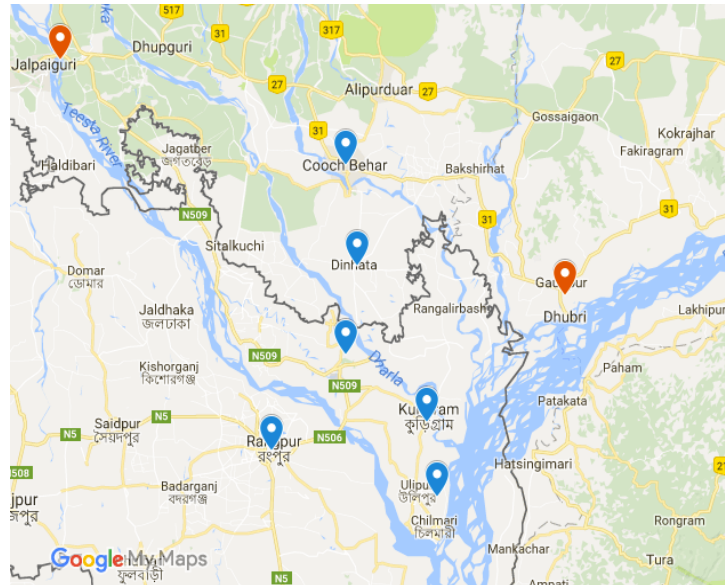 517
31
317
Dhupguri
Jalpaiguri
27
27
Alipurduar
27
Gossaigaon
Teesta River
31
Jagatber
জগতবেড়
Haldibari
Cooch Behar
Bakshirhat
Kokrajhar
Fakiragram
N509
31
31
Sitalkuchi
Dinhata
Domar
ডোমার
Jaldhaka
জলঢাকা
Rangalirbash
Dhubri
Lakhipur
N509
Dharla
Kishorganj
কিশোরগঞ্জ
N509
Paham
Saidpur
সৈয়দপুর
N5
কুড়িগ্রাম
Patakata
N5
Rangpur
রংপুর
N506
Hatsingimari
N508
Badarganj
বদরগঞ্জ
উলিপুর
Chilmari
চিলমারী
Rongram
Mankachar
Tura
Google My Maps
ফুলবাড়ী
N5
Ampati